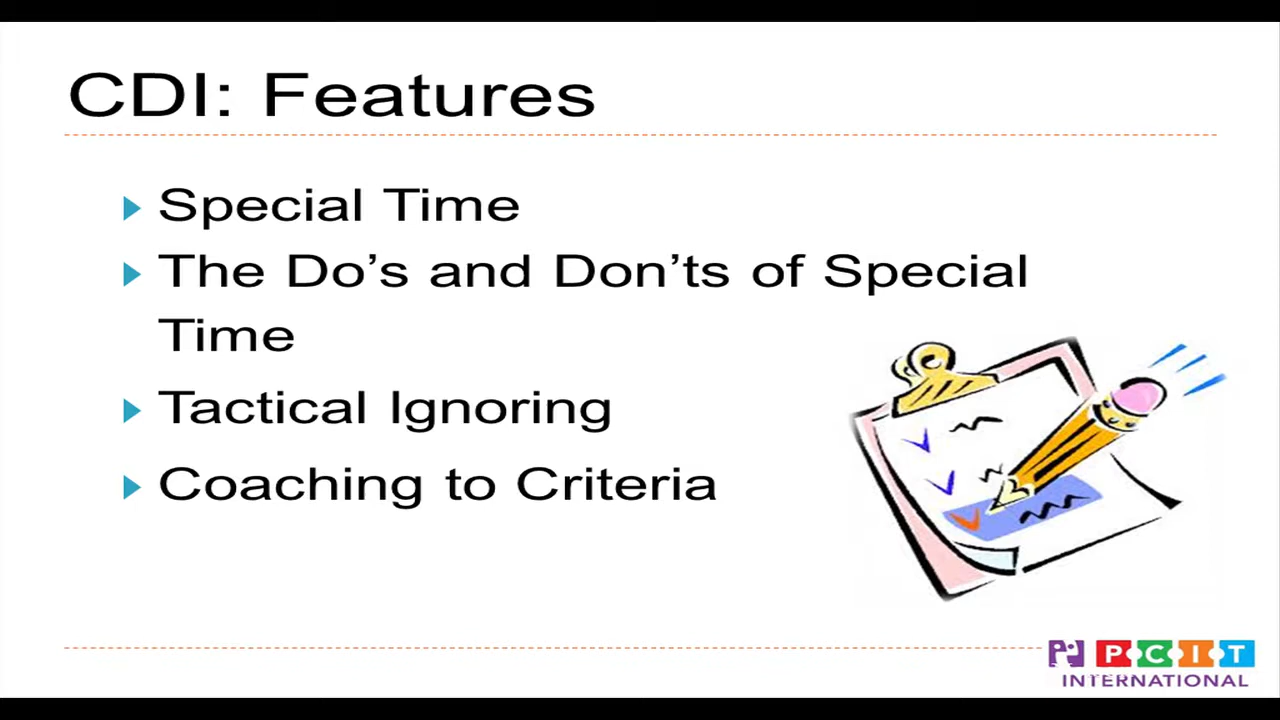 CDI: Features
Special Time
The Do’s and Don’ts of Special
Time
Tactical Ignoring
Coaching to Criteria
PCIT
INTERNATIONAL